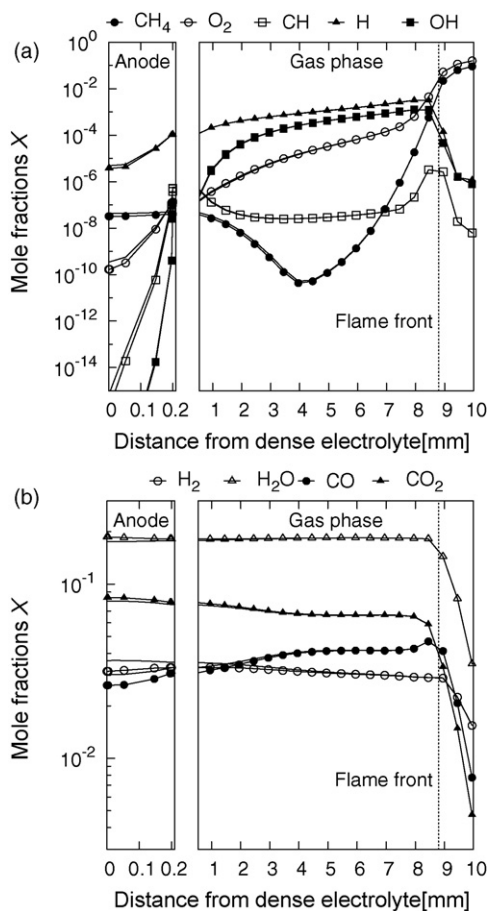 CH4 O2 CH H OH
(a)
Anode Gas phase
10^0
10^-2
10^-4
10^-6
10^-8
10^-10
10^-12
10^-14
Mole fractions X
Flame front
0 0.1 0.2 1 2 3 4 5 6 7 8 9 10
Distance from dense electrolyte[mm]
H2 H2O CO CO2
(b)
Anode Gas phase
10^-1
10^-2
Mole fractions X
Flame front
0 0.1 0.2 1 2 3 4 5 6 7 8 9 10
Distance from dense electrolyte[mm]